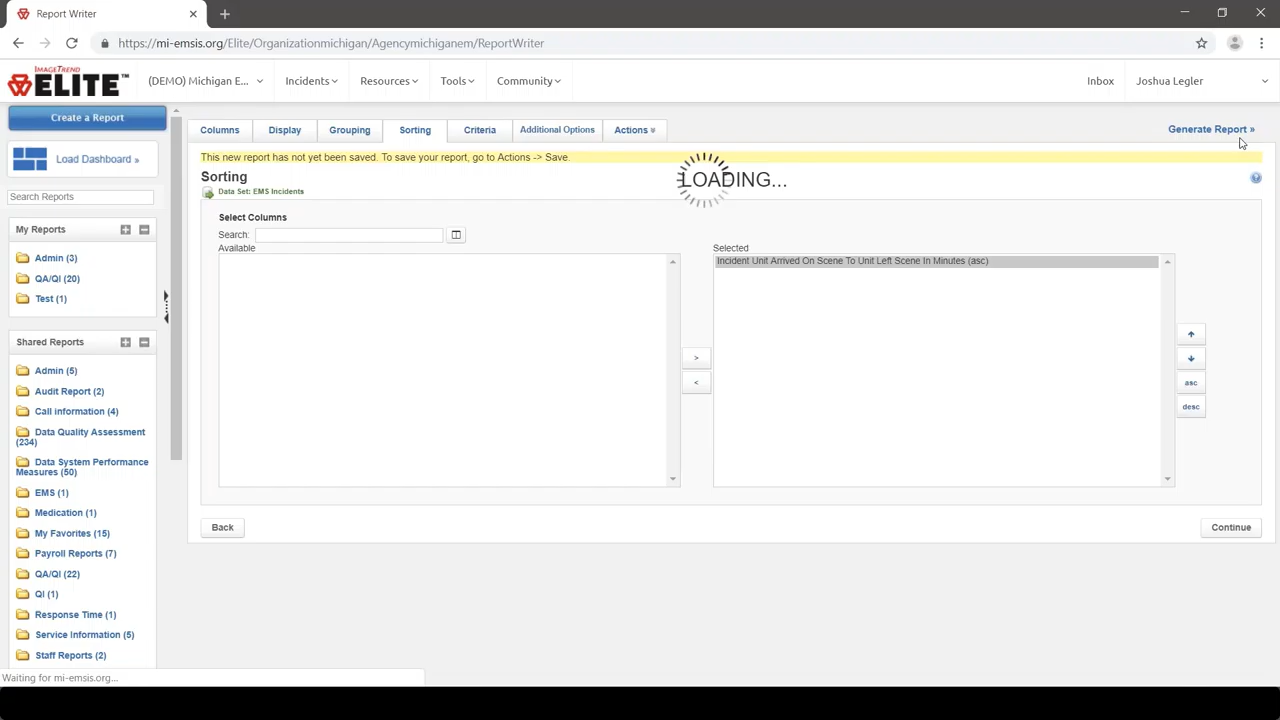 Report Writer
https://mi-emsis.org/Elite/Organizationmichigan/Agencymichiganem/ReportWriter
IMAGETREND
ELITE™
(DEMO) Michigan E...
Incidents
Resources
Tools
Community
Inbox
Joshua Legler
Create a Report
Load Dashboard »
Search Reports
My Reports
Admin (3)
QA/QI (20)
Test (1)
Shared Reports
Admin (5)
Audit Report (2)
Call information (4)
Data Quality Assessment
(234)
Data System Performance
Measures (50)
EMS (1)
Medication (1)
My Favorites (15)
Payroll Reports (7)
QA/QI (22)
QI (1)
Response Time (1)
Service Information (5)
Staff Reports (2)
Columns
Display
Grouping
Sorting
Criteria
Additional Options
Actions
Generate Report »
This new report has not yet been saved. To save your report, go to Actions -> Save.
Sorting
LOADING...
Data Set: EMS Incidents
Select Columns
Search:
Available
Selected
Incident Unit Arrived On Scene To Unit Left Scene In Minutes (asc)
>
<
asc
desc
Back
Continue
Waiting for mi-emsis.org...